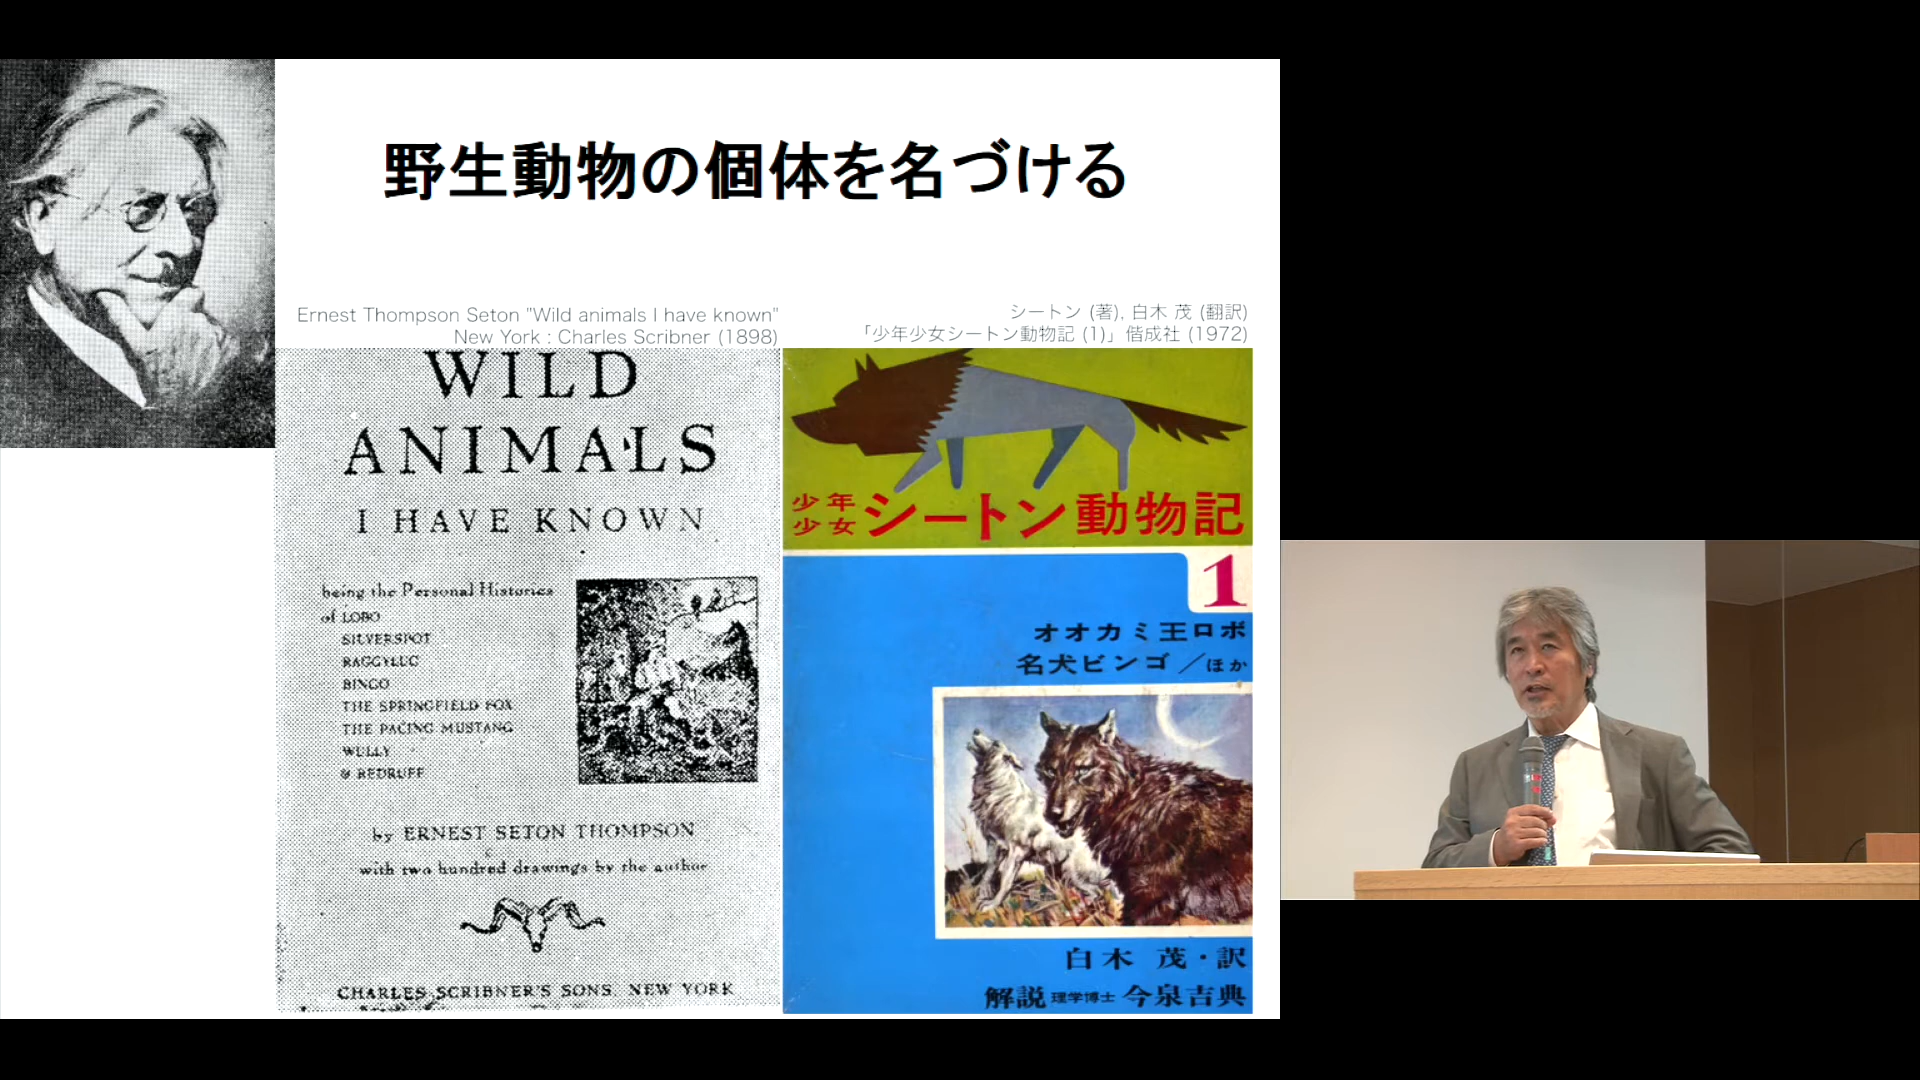 野生動物の個体を名づける
Ernest Thompson Seton "Wild animals I have known"
New York : Charles Scribner (1898)
シートン (著), 白木 茂 (翻訳)
「少年少女シートン動物記 (1)」偕成社 (1972)
WILD
ANIMALS
I HAVE KNOWN
being the Personal Histories
of LOBO
SILVERSPOT
RAGGYLUG
BINGO
THE SPRINGFIELD FOX
THE PACING MUSTANG
WULLY
& REDRUFF
by ERNEST SETON THOMPSON
with two hundred drawings by the author
CHARLES SCRIBNER'S SONS, NEW YORK
少年
少女
シートン動物記
1
オオカミ王ロボ
名犬ビンゴ/ほか
白木 茂・訳
解説 理学博士 今泉吉典